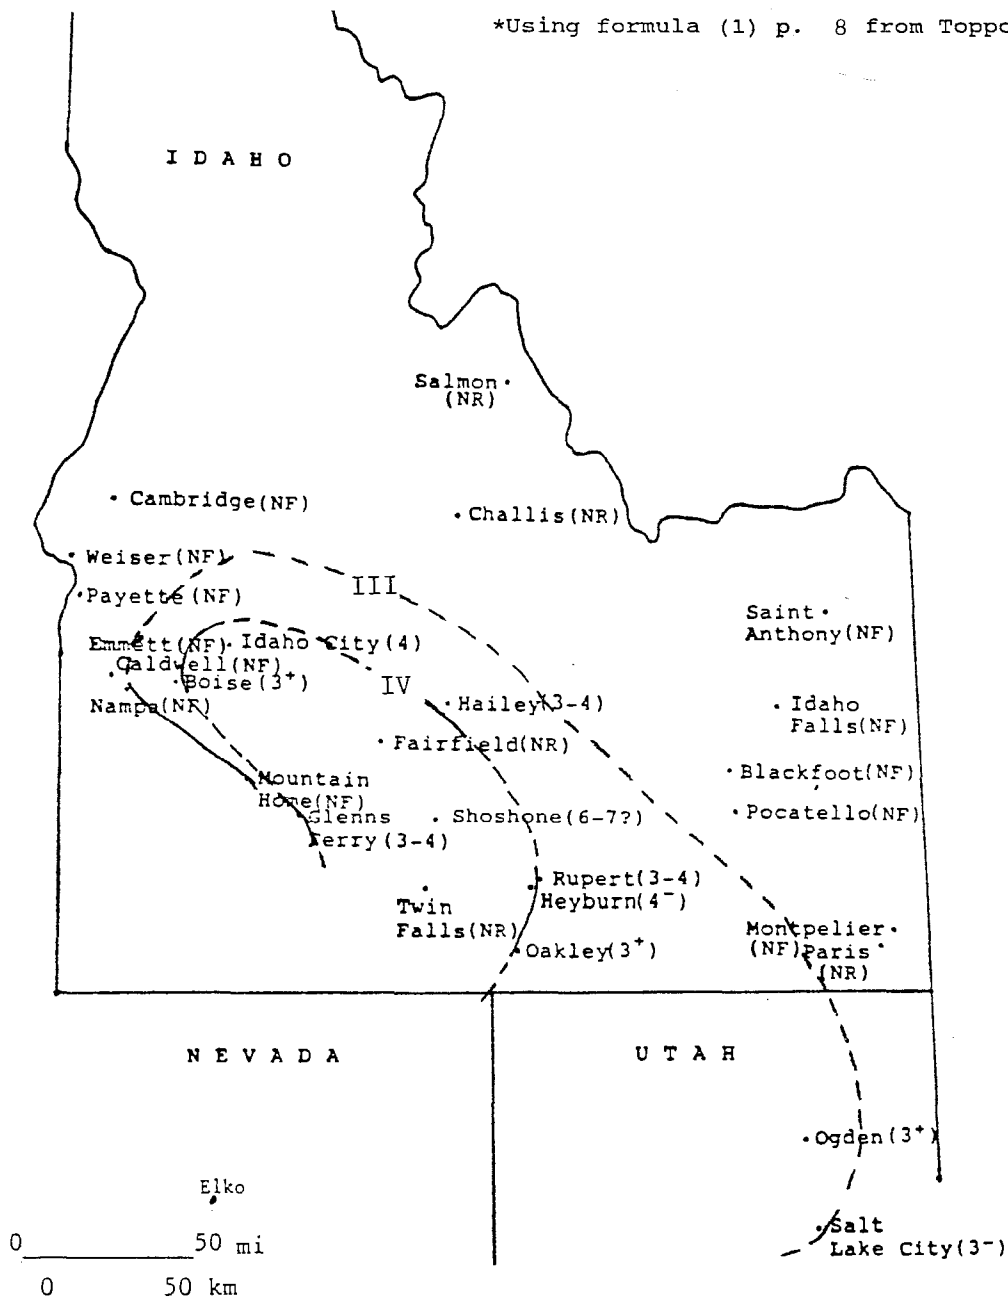 *Using formula (1) p. 8 from Toppo
I D A H O
Salmon
(NR)
Cambridge(NF)
Challis(NR)
Weiser(NF)
III
Payette(NF)
Saint
Anthony(NF)
Emmett(NF)
Idaho City(4)
Caldwell(NF)
Boise(3+)
IV
Nampa(NF)
Hailey(3-4)
Idaho
Falls(NF)
Fairfield(NR)
Blackfoot(NF)
Mountain
Home(NF)
Glenns
Ferry(3-4)
Shoshone(6-7?)
Pocatello(NF)
Rupert(3-4)
Heyburn(4-)
Twin
Falls(NR)
Oakley(3+)
Montpelier
(NF)
Paris
(NR)
N E V A D A
U T A H
Ogden(3+)
Elko
Salt
Lake City(3-)
0 50 mi
0 50 km